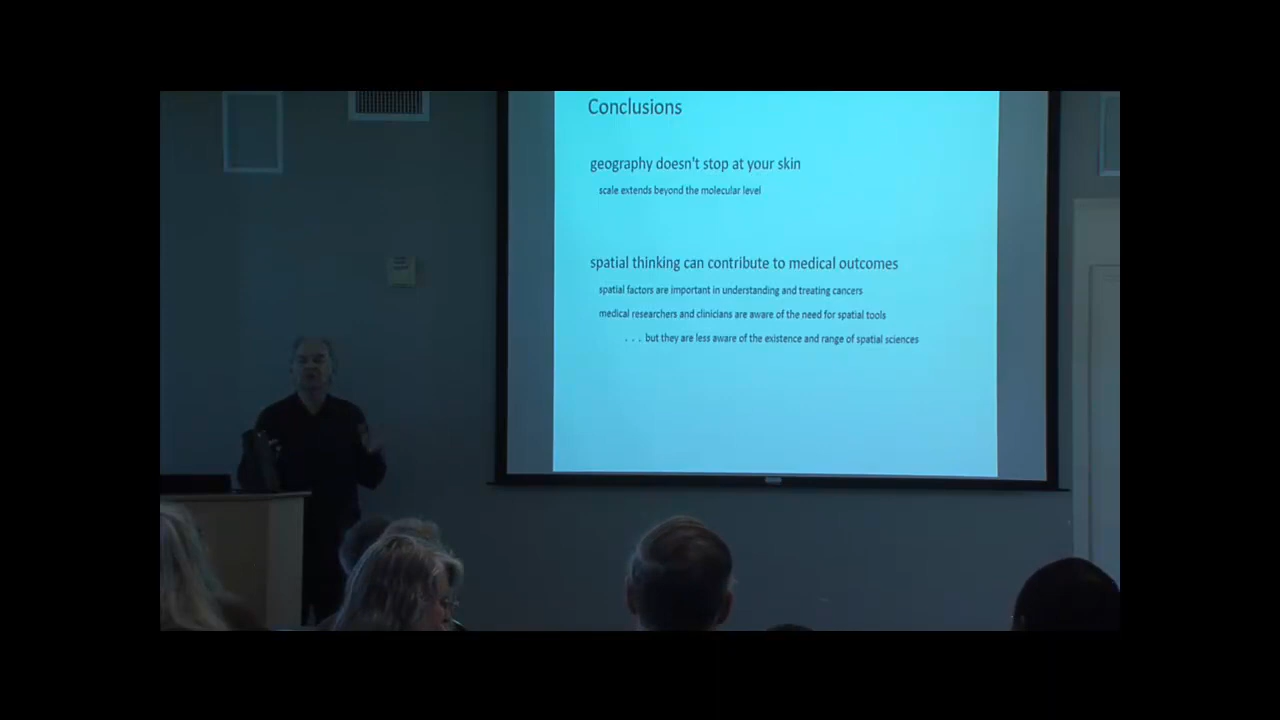 Conclusions
geography doesn't stop at your skin
scale extends beyond the molecular level
spatial thinking can contribute to medical outcomes
spatial factors are important in understanding and treating cancers
medical researchers and clinicians are aware of the need for spatial tools
. . . but they are less aware of the existence and range of spatial sciences